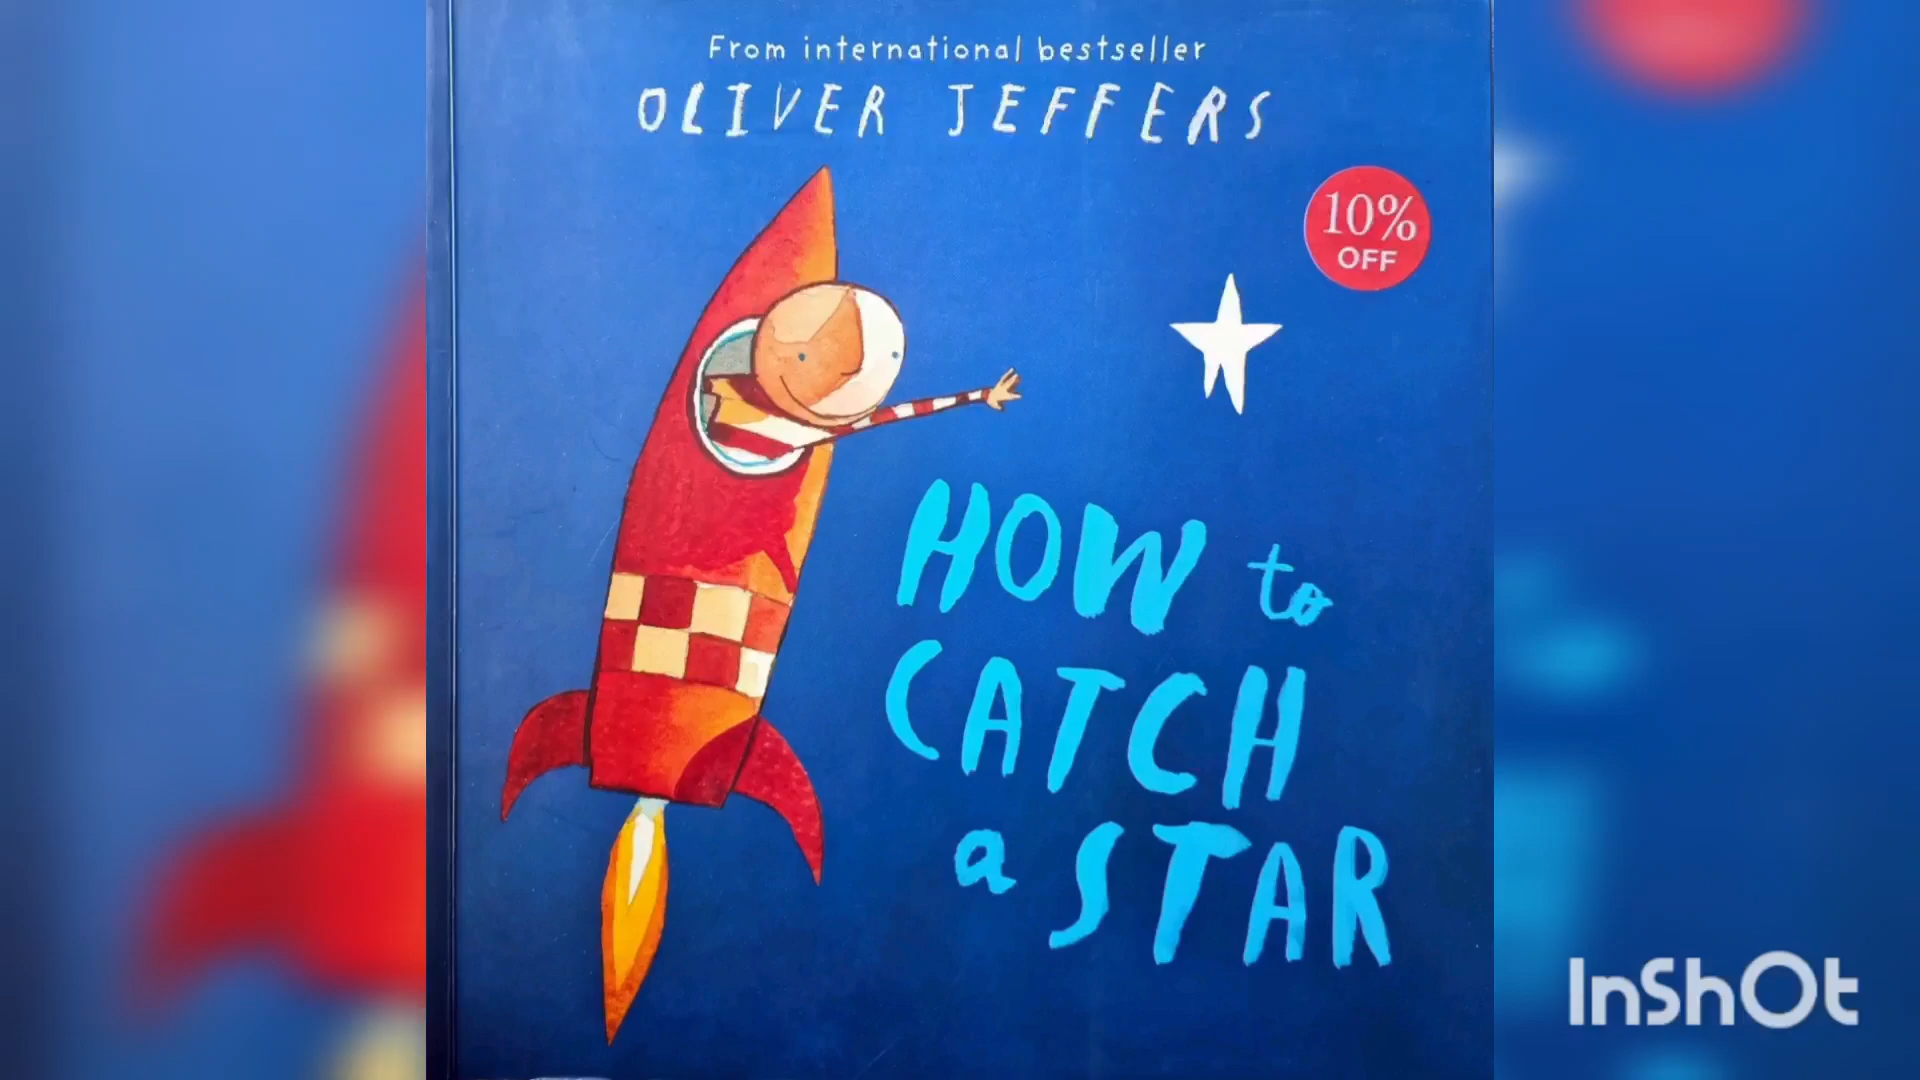 From international bestseller
OLIVER JEFFERS
10%
OFF
HOW to
CATCH
a STAR
InShOt